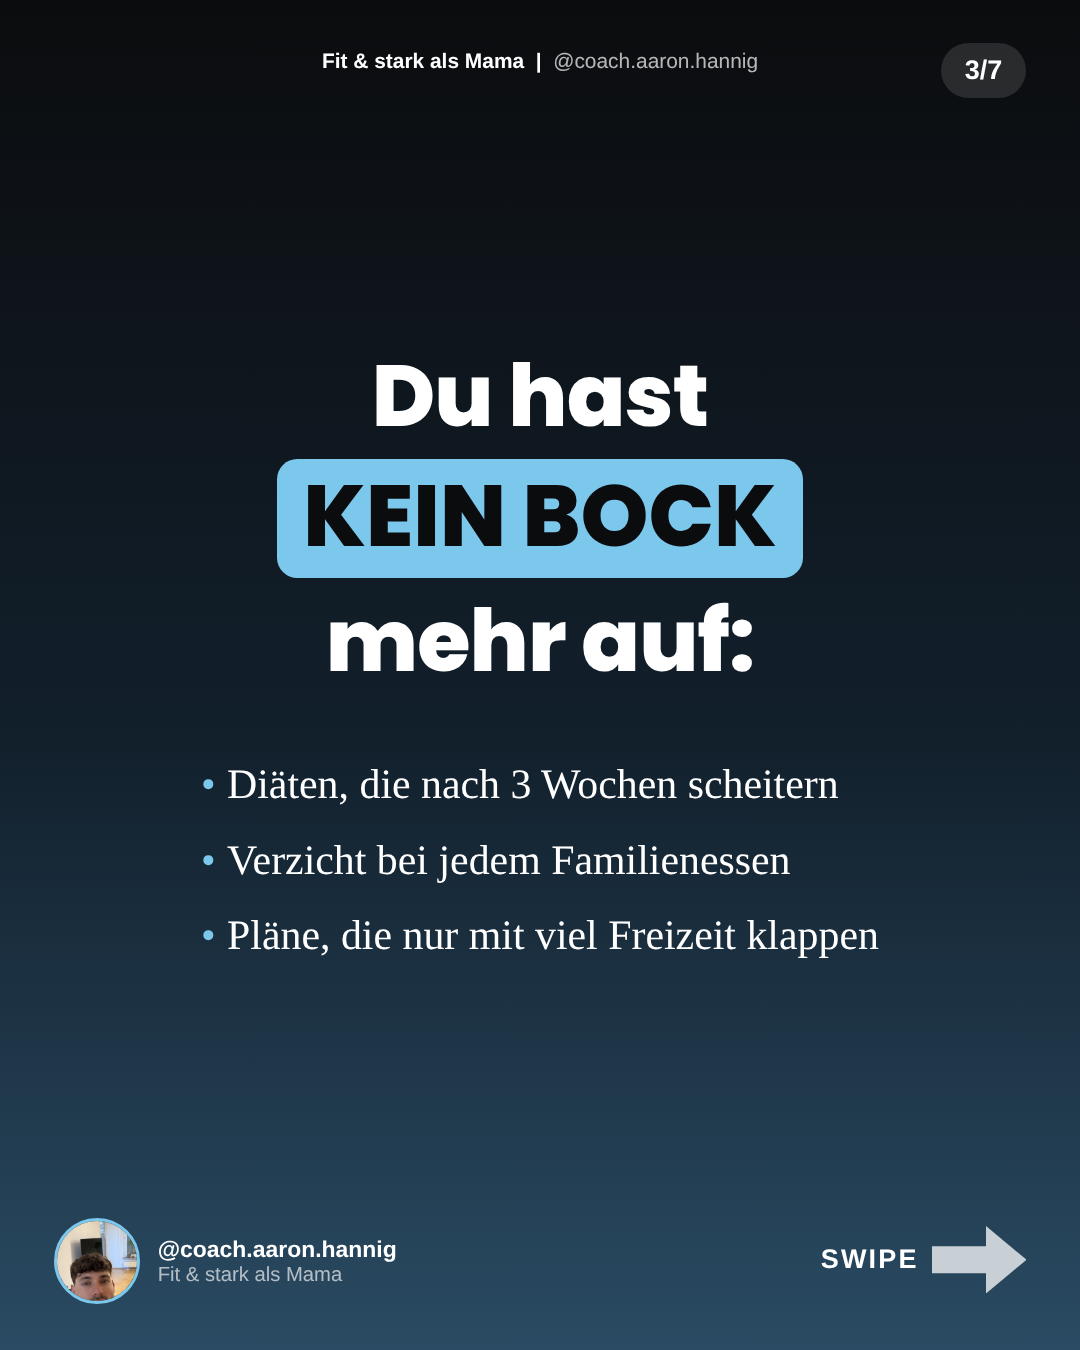 Fit & stark als Mama | @coach.aaron.hannig
3/7
Du hast
KEIN BOCK
mehr auf:
• Diäten, die nach 3 Wochen scheitern
• Verzicht bei jedem Familienessen
• Pläne, die nur mit viel Freizeit klappen
@coach.aaron.hannig
Fit & stark als Mama
SWIPE